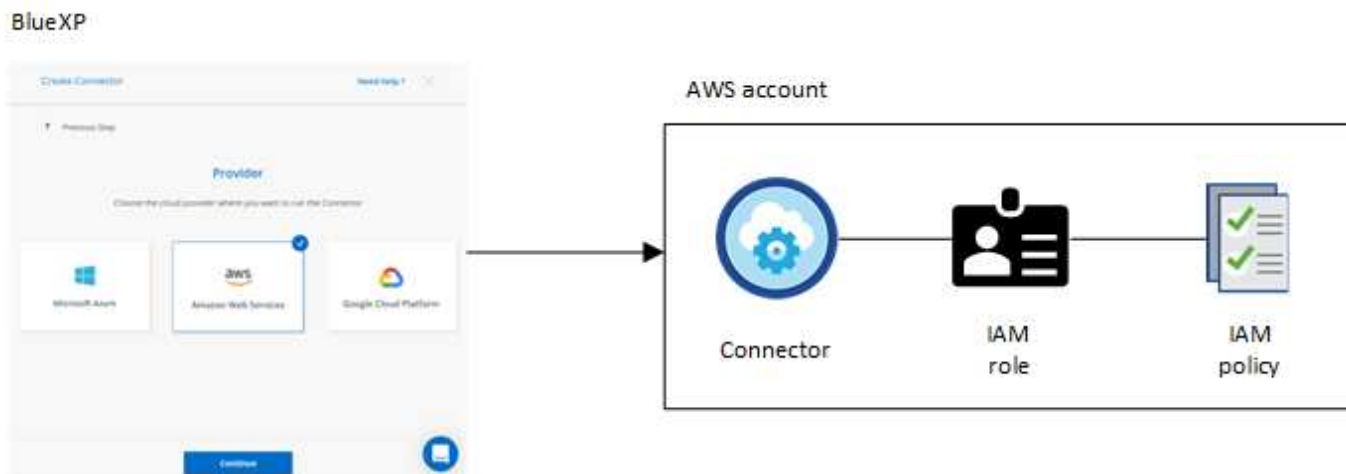 BlueXP
Create Connector
Need help?
Previous Step
Provider
Choose the cloud provider where you want to run the Connector
Microsoft Azure
aws
Amazon Web Services
Google Cloud Platform
Continue
AWS account
Connector
IAM
role
IAM
policy